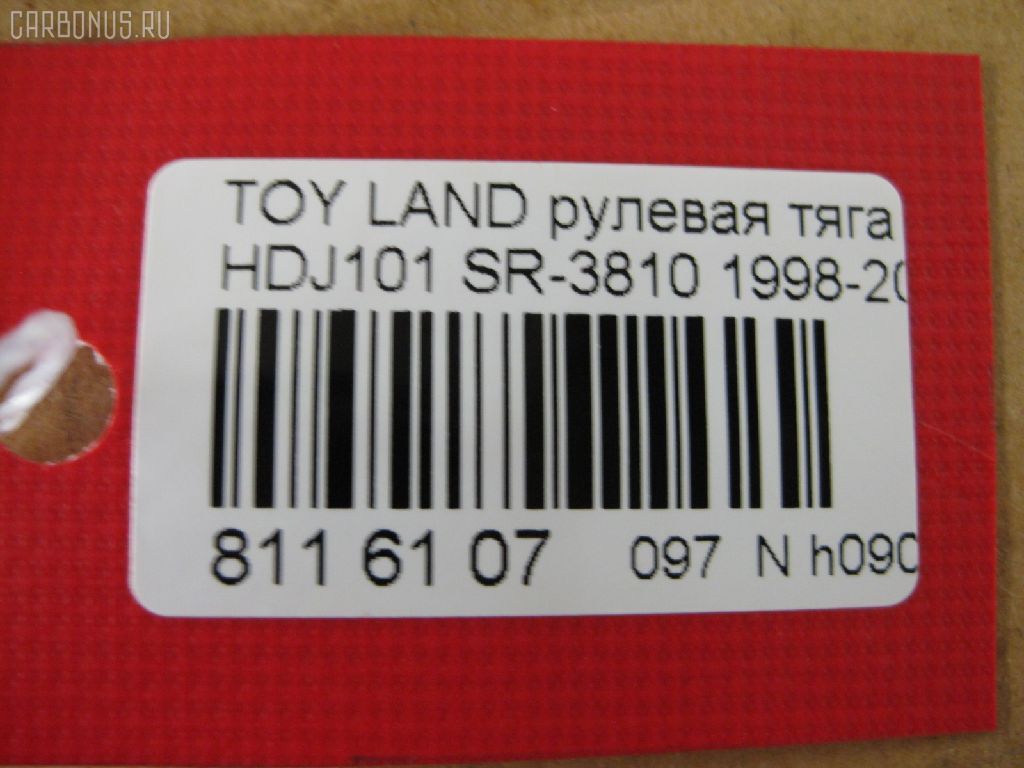 CARBONUS.RU
TOY LAND рулевая тяга
HDJ101 SR-3810 1998-20
811 61 07 097 N h090